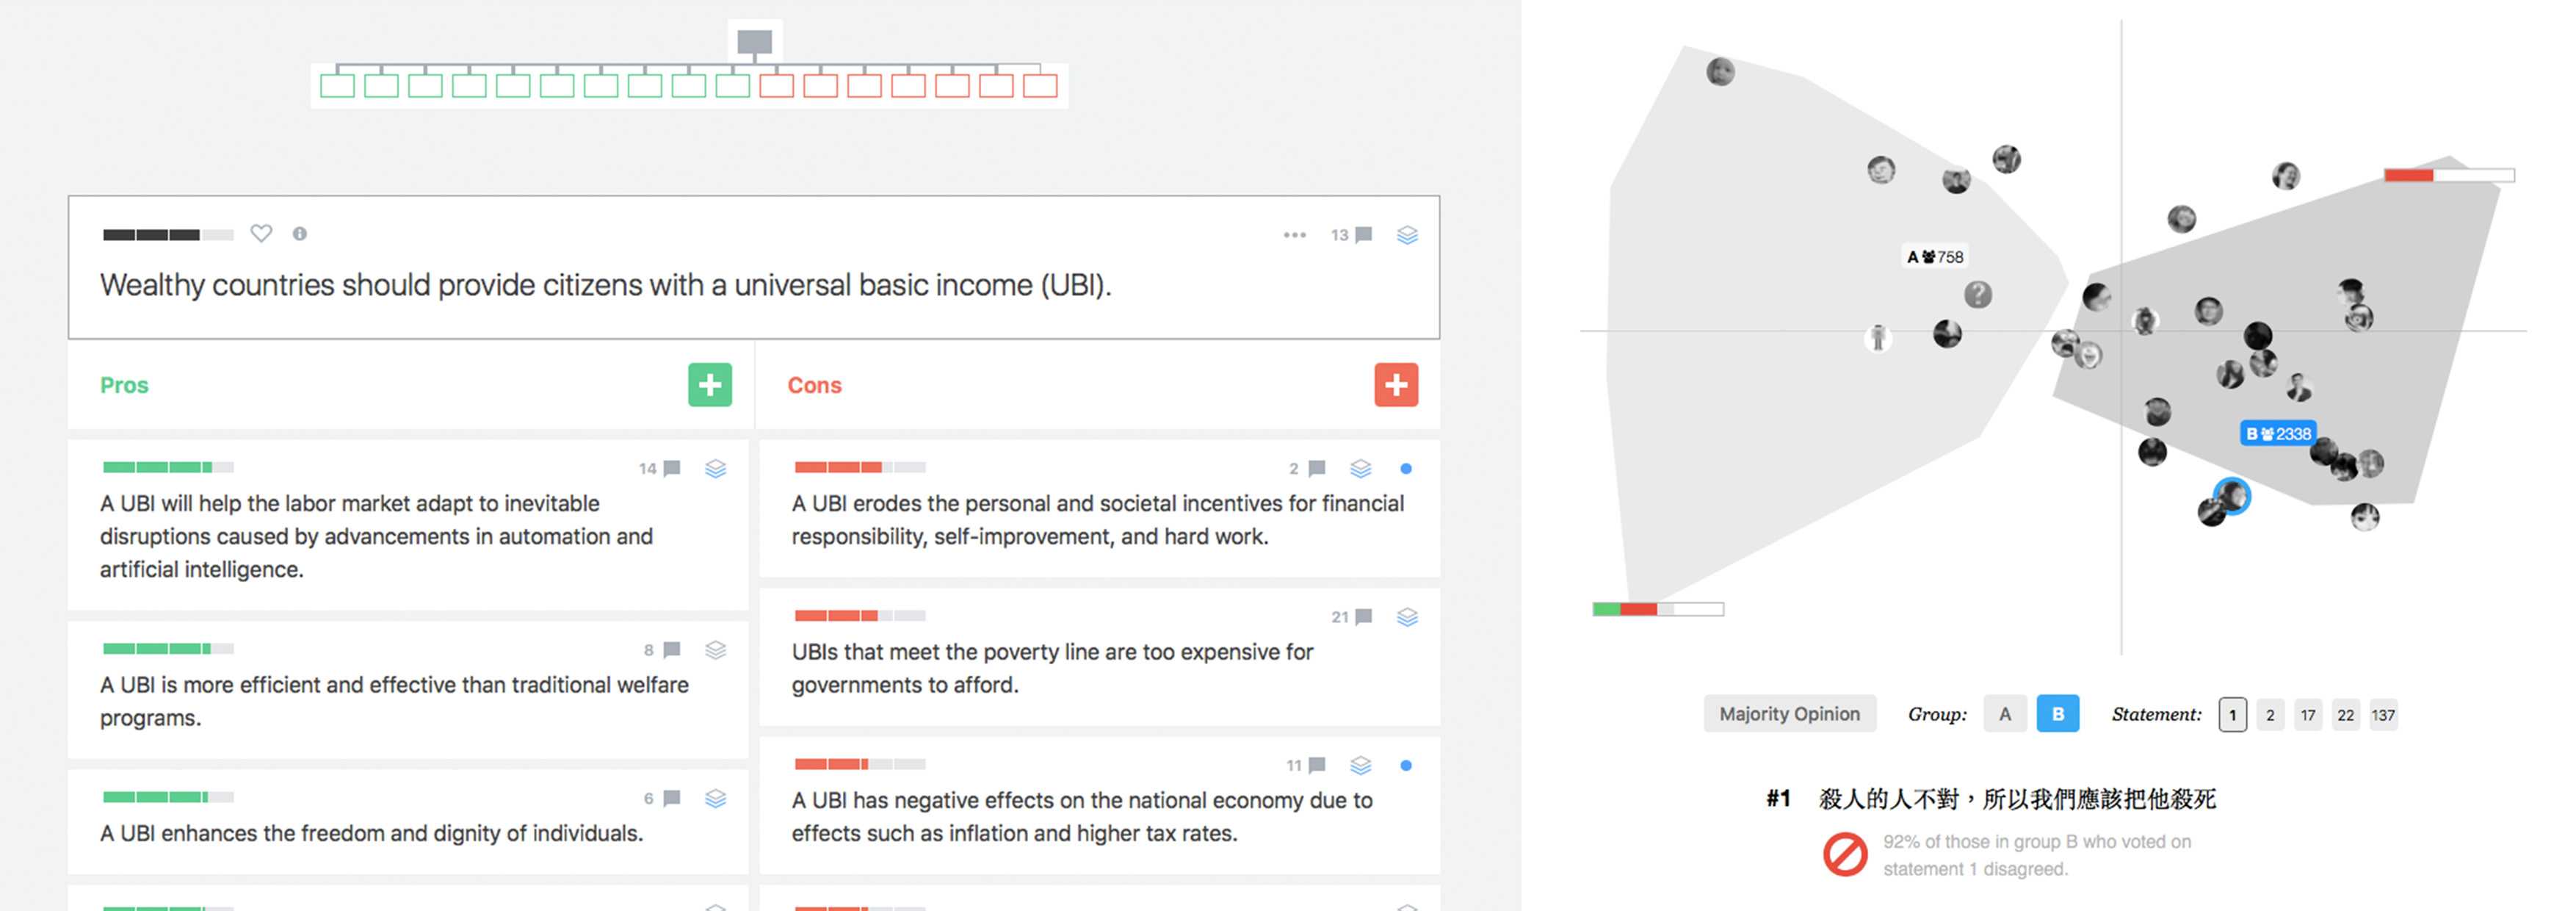 13
Wealthy countries should provide citizens with a universal basic income (UBI).
Pros
Cons
14
A UBI will help the labor market adapt to inevitable
disruptions caused by advancements in automation and
artificial intelligence.
8
A UBI is more efficient and effective than traditional welfare
programs.
6
A UBI enhances the freedom and dignity of individuals.
2
A UBI erodes the personal and societal incentives for financial
responsibility, self-improvement, and hard work.
21
UBIs that meet the poverty line are too expensive for
governments to afford.
11
A UBI has negative effects on the national economy due to
effects such as inflation and higher tax rates.
A 758
?
B 2338
Majority Opinion Group: A B Statement: 1 2 17 22 137
#1 殺人的人不對，所以我們應該把他殺死
92% of those in group B who voted on
statement 1 disagreed.